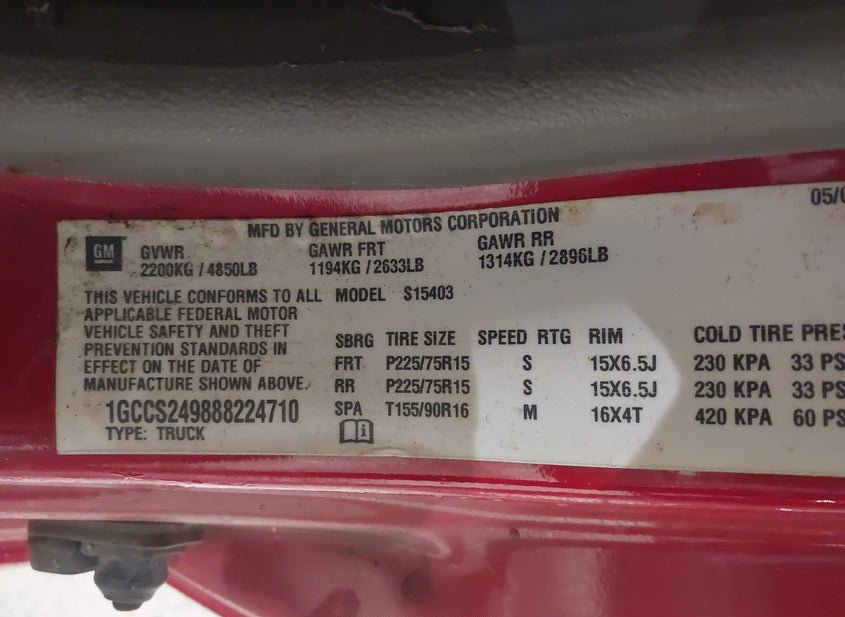 MFD BY GENERAL MOTORS CORPORATION
05/0
GM
GVWR GAWR FRT GAWR RR
2200KG / 4850LB 1194KG / 2633LB 1314KG / 2896LB
THIS VEHICLE CONFORMS TO ALL
APPLICABLE FEDERAL MOTOR
VEHICLE SAFETY AND THEFT
PREVENTION STANDARDS IN
EFFECT ON THE DATE OF
MANUFACTURE SHOWN ABOVE.
1GCCS249888224710
TYPE: TRUCK
MODEL S15403
SBRG TIRE SIZE SPEED RTG RIM COLD TIRE PRES
FRT P225/75R15 S 15X6.5J 230 KPA 33 PS
RR P225/75R15 S 15X6.5J 230 KPA 33 PS
SPA T155/90R16 M 16X4T 420 KPA 60 PS